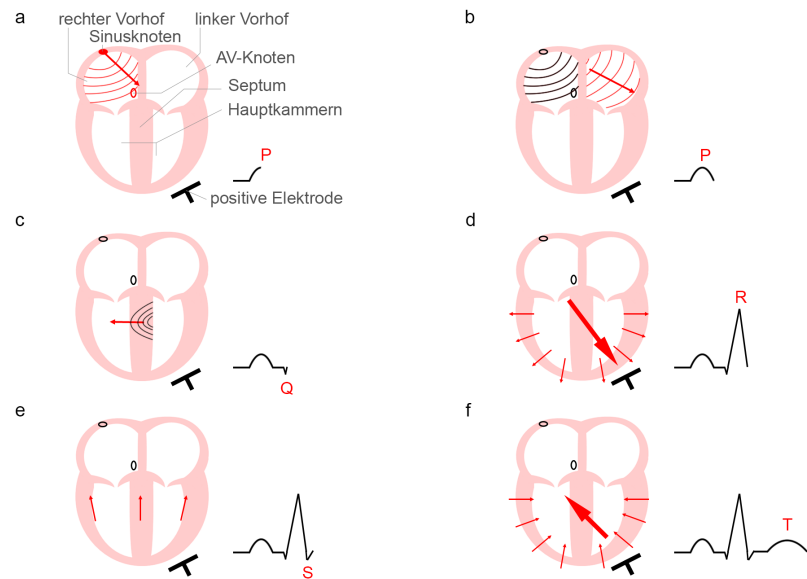 a
rechter Vorhof
linker Vorhof
Sinusknoten
AV-Knoten
Septum
Hauptkammern
P
positive Elektrode
b
P
c
Q
d
R
e
S
f
T